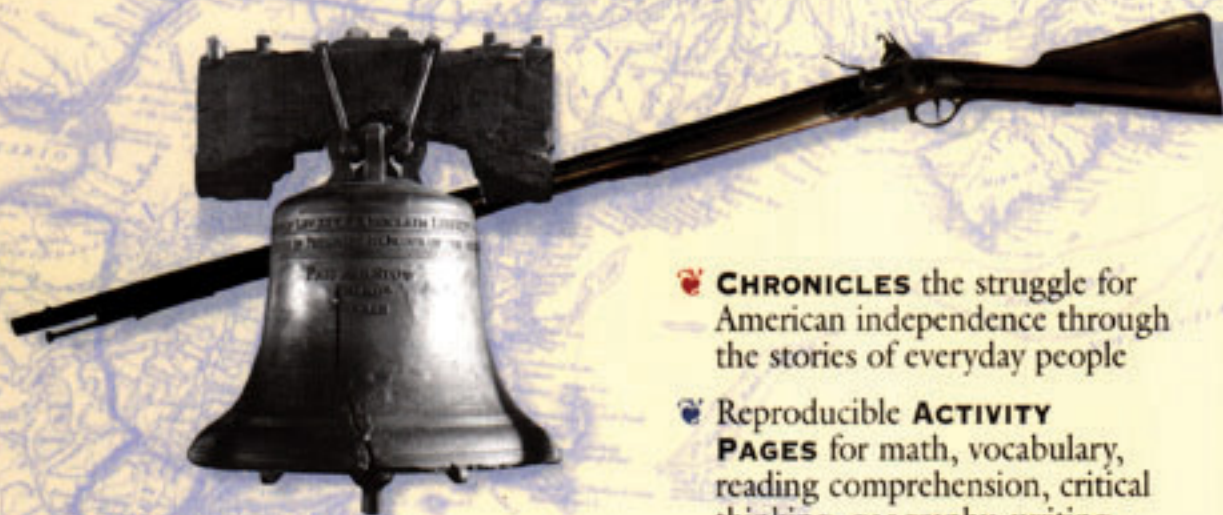 CHRONICLES the struggle for
American independence through
the stories of everyday people
Reproducible ACTIVITY
PAGES for math, vocabulary,
reading comprehension, critical